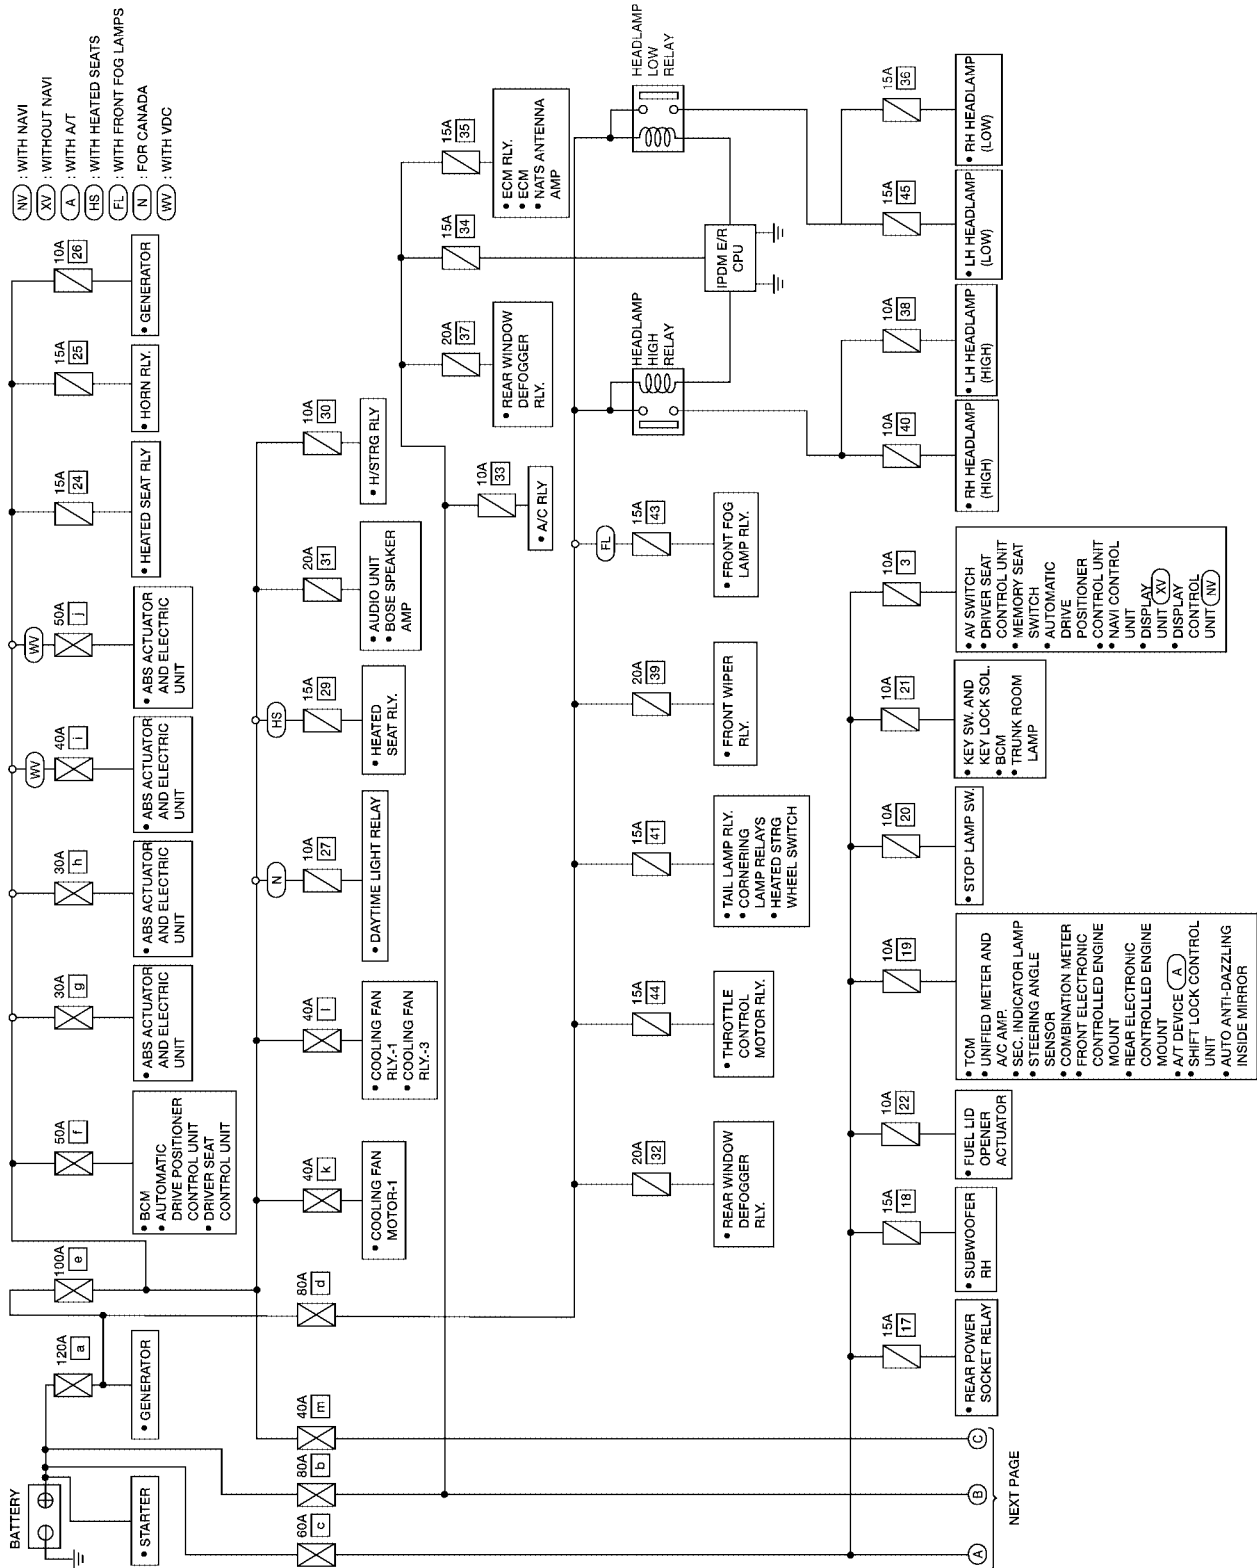 BATTERY
• STARTER
120A
a
• GENERATOR
100A
e
50A
f
• BCM
• AUTOMATIC
DRIVE POSITIONER
CONTROL UNIT
• DRIVER SEAT
CONTROL UNIT
30A
g
• ABS ACTUATOR
AND ELECTRIC
UNIT
30A
h
• ABS ACTUATOR
AND ELECTRIC
UNIT
WV
40A
i
• ABS ACTUATOR
AND ELECTRIC
UNIT
WV
50A
j
• ABS ACTUATOR
AND ELECTRIC
UNIT
15A
24
• HEATED SEAT RLY
15A
25
• HORN RLY.
10A
26
• GENERATOR
NV : WITH NAVI
XV : WITHOUT NAVI
A : WITH A/T
HS : WITH HEATED SEATS
FL : WITH FRONT FOG LAMPS
N : FOR CANADA
WV : WITH VDC
60A
c
80A
b
40A
m
80A
d
40A
k
• COOLING FAN
MOTOR-1
40A
l
• COOLING FAN
RLY.-1
• COOLING FAN
RLY.-3
N
10A
27
• DAYTIME LIGHT RELAY
HS
15A
29
• HEATED
SEAT RLY.
20A
31
• AUDIO UNIT
• BOSE SPEAKER
AMP
10A
30
• H/STRG RLY
10A
33
• A/C RLY
20A
37
• REAR WINDOW
DEFOGGER
RLY.
15A
34
15A
35
• ECM RLY.
• ECM
• NATS ANTENNA
AMP
20A
32
• REAR WINDOW
DEFOGGER
RLY.
15A
44
• THROTTLE
CONTROL
MOTOR RLY.
15A
41
• TAIL LAMP RLY.
• CORNERING
LAMP RELAYS
• HEATED STRG
WHEEL SWITCH
20A
39
• FRONT WIPER
RLY.
FL
15A
43
• FRONT FOG
LAMP RLY.
HEADLAMP
HIGH
RELAY
IPDM E/R
CPU
HEADLAMP
LOW
RELAY
15A
17
• REAR POWER
SOCKET RELAY
15A
18
• SUBWOOFER
RH
10A
22
• FUEL LID
OPENER
ACTUATOR
10A
19
• TCM
• UNIFIED METER AND
A/C AMP.
• SEC. INDICATOR LAMP
• STEERING ANGLE
SENSOR
• COMBINATION METER
• FRONT ELECTRONIC
CONTROLLED ENGINE
MOUNT
• REAR ELECTRONIC
CONTROLLED ENGINE
MOUNT
• A/T DEVICE A
• SHIFT LOCK CONTROL
UNIT
• AUTO ANTI-DAZZLING
INSIDE MIRROR
10A
20
• STOP LAMP SW.
10A
21
• KEY SW. AND
KEY LOCK SOL.
• BCM
• TRUNK ROOM
LAMP
10A
3
• AV SWITCH
• DRIVER SEAT
CONTROL UNIT
• MEMORY SEAT
SWITCH
• AUTOMATIC
DRIVE
POSITIONER
CONTROL UNIT
• NAVI CONTROL
UNIT
• DISPLAY
UNIT XV
• DISPLAY
CONTROL
UNIT NV
10A
40
• RH HEADLAMP
(HIGH)
10A
38
• LH HEADLAMP
(HIGH)
15A
45
• LH HEADLAMP
(LOW)
15A
36
• RH HEADLAMP
(LOW)
A
B
C
NEXT PAGE